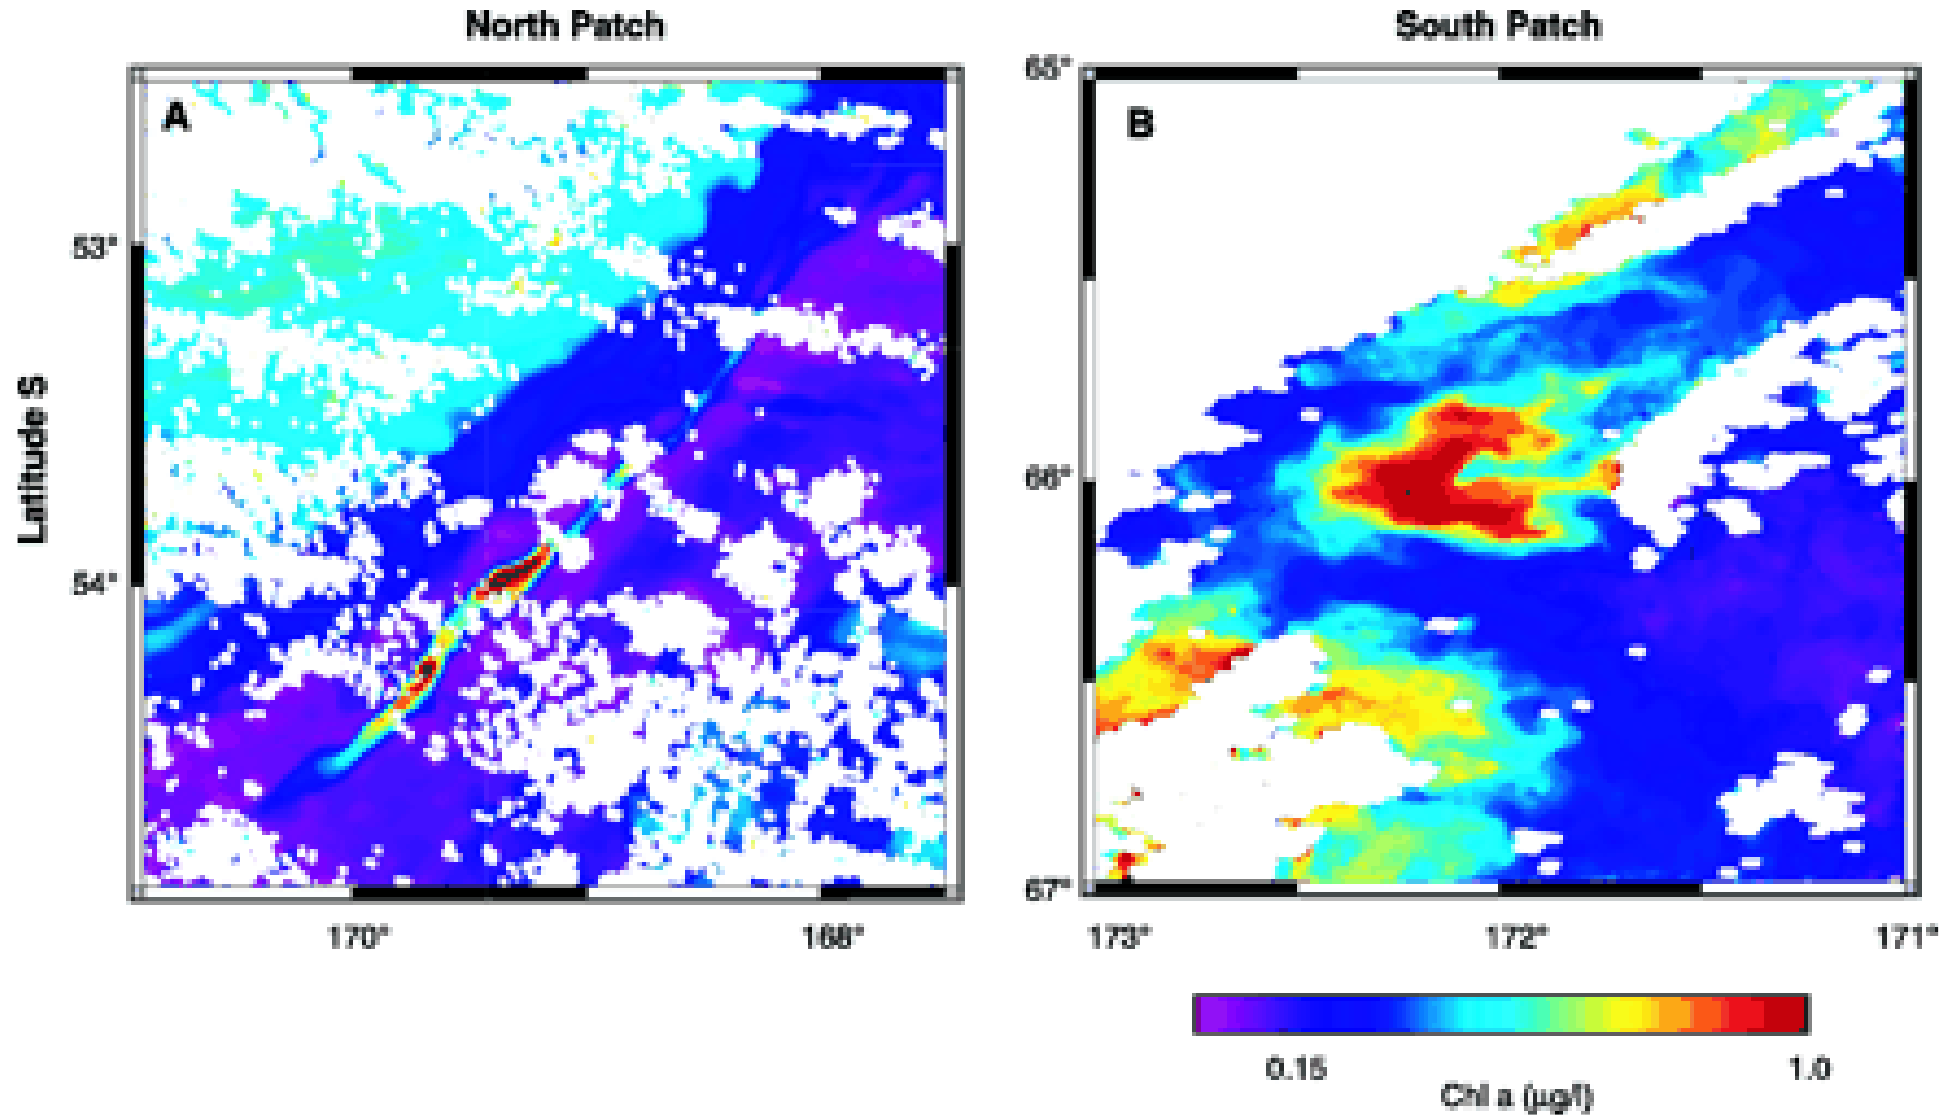 North Patch
South Patch
A
B
Latitude S
53°
54°
65°
66°
67°
170°
168°
173°
172°
171°
0.15
1.0
Chl a (µg/l)